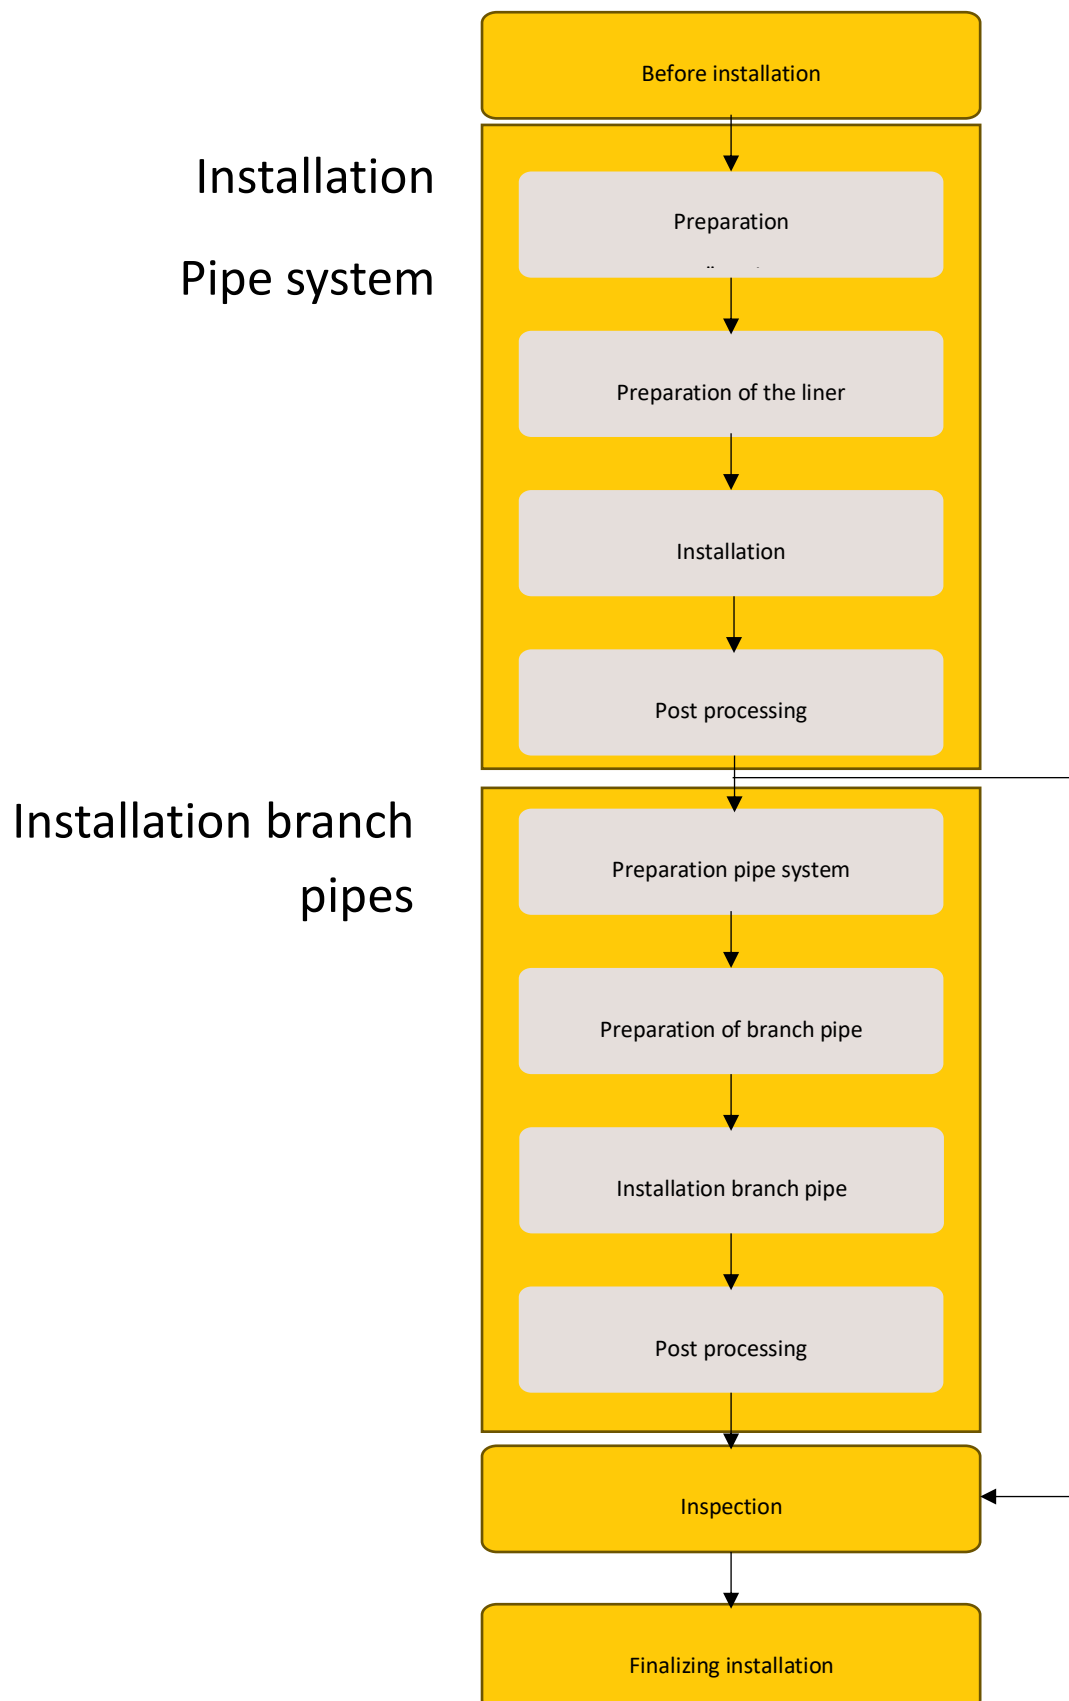 Before installation
Installation
Pipe system
Preparation
Preparation of the liner
Installation
Post processing
Installation branch
pipes
Preparation pipe system
Preparation of branch pipe
Installation branch pipe
Post processing
Inspection
Finalizing installation